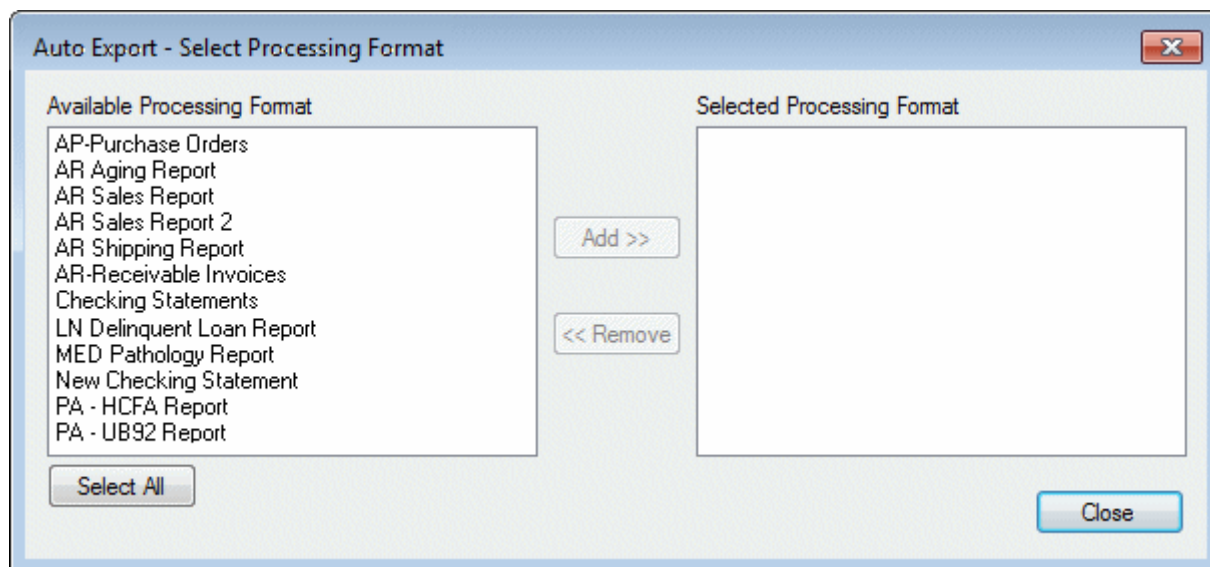 Auto Export - Select Processing Format
Available Processing Format
AP-Purchase Orders
AR Aging Report
AR Sales Report
AR Sales Report 2
AR Shipping Report
AR-Receivable Invoices
Checking Statements
LN Delinquent Loan Report
MED Pathology Report
New Checking Statement
PA - HCFA Report
PA - UB92 Report
Select All
Add >>
<< Remove
Selected Processing Format
Close